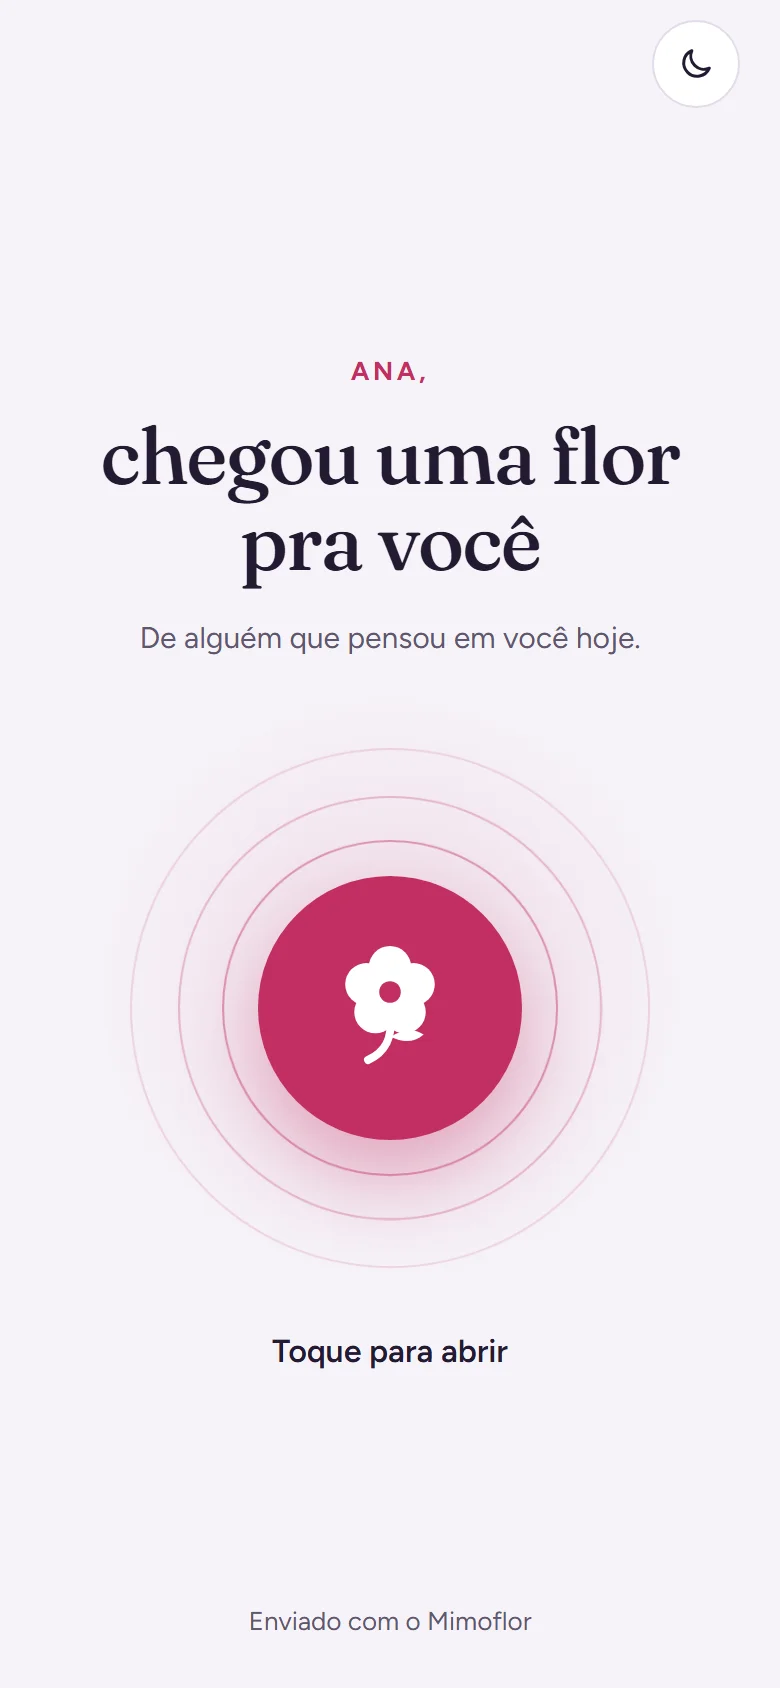 ANA,
chegou uma flor
pra você
De alguém que pensou em você hoje.
Toque para abrir
Enviado com o Mimoflor